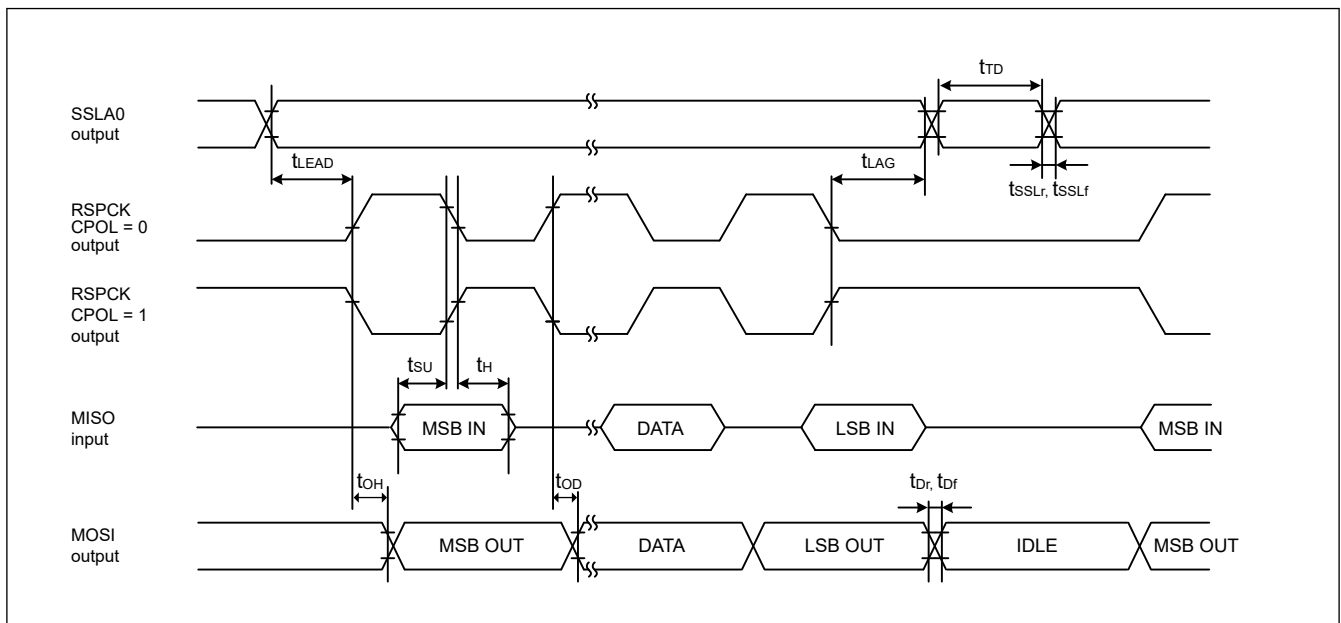 tTD
SSLA0
output
tLEAD
tLAG
tSSLr, tSSLf
RSPCK
CPOL = 0
output
RSPCK
CPOL = 1
output
tSU
tH
MISO
input
MSB IN
DATA
LSB IN
MSB IN
tOH
tOD
tDr, tDf
MOSI
output
MSB OUT
DATA
LSB OUT
IDLE
MSB OUT